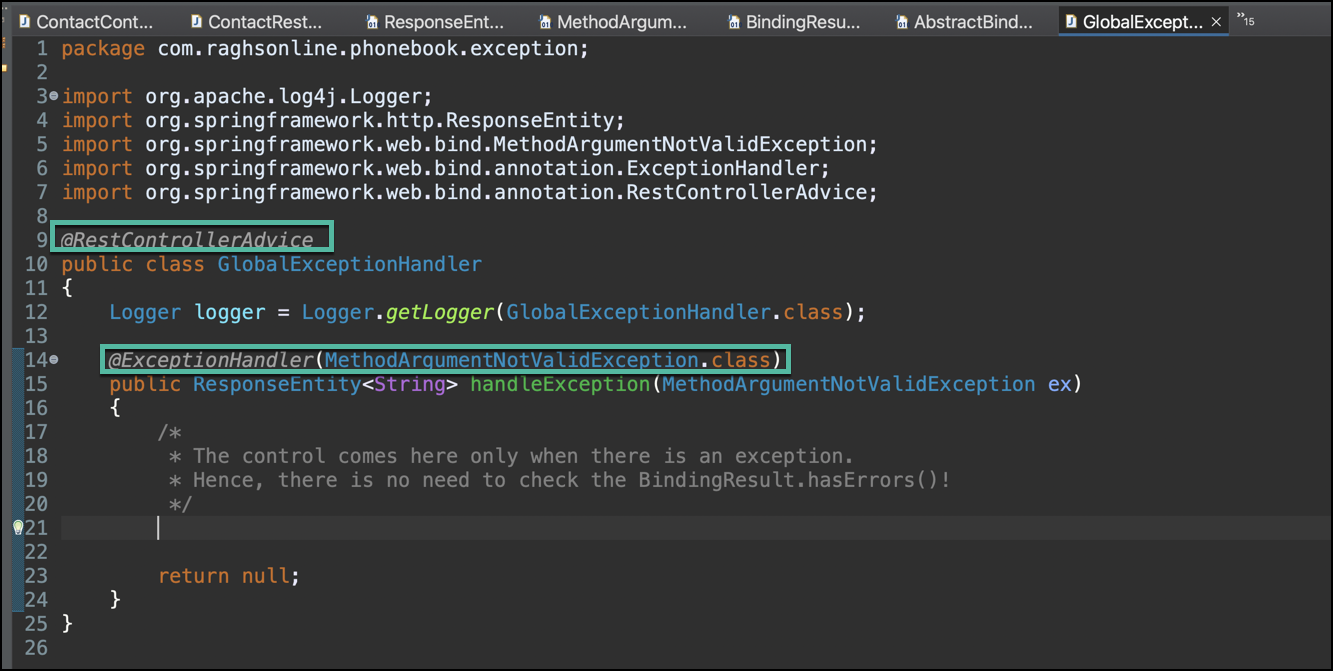 ContactCont... ContactRest... ResponseEnt... MethodArgum... BindingResu... AbstractBind... GlobalExcept... × »15
1 package com.raghsonline.phonebook.exception;
2
3 import org.apache.log4j.Logger;
4 import org.springframework.http.ResponseEntity;
5 import org.springframework.web.bind.MethodArgumentNotValidException;
6 import org.springframework.web.bind.annotation.ExceptionHandler;
7 import org.springframework.web.bind.annotation.RestControllerAdvice;
8
9 @RestControllerAdvice
10 public class GlobalExceptionHandler
11 {
12 Logger logger = Logger.getLogger(GlobalExceptionHandler.class);
13
14 @ExceptionHandler(MethodArgumentNotValidException.class)
15 public ResponseEntity<String> handleException(MethodArgumentNotValidException ex)
16 {
17 /*
18 * The control comes here only when there is an exception.
19 * Hence, there is no need to check the BindingResult.hasErrors()!
20 */
21
22
23 return null;
24 }
25 }
26